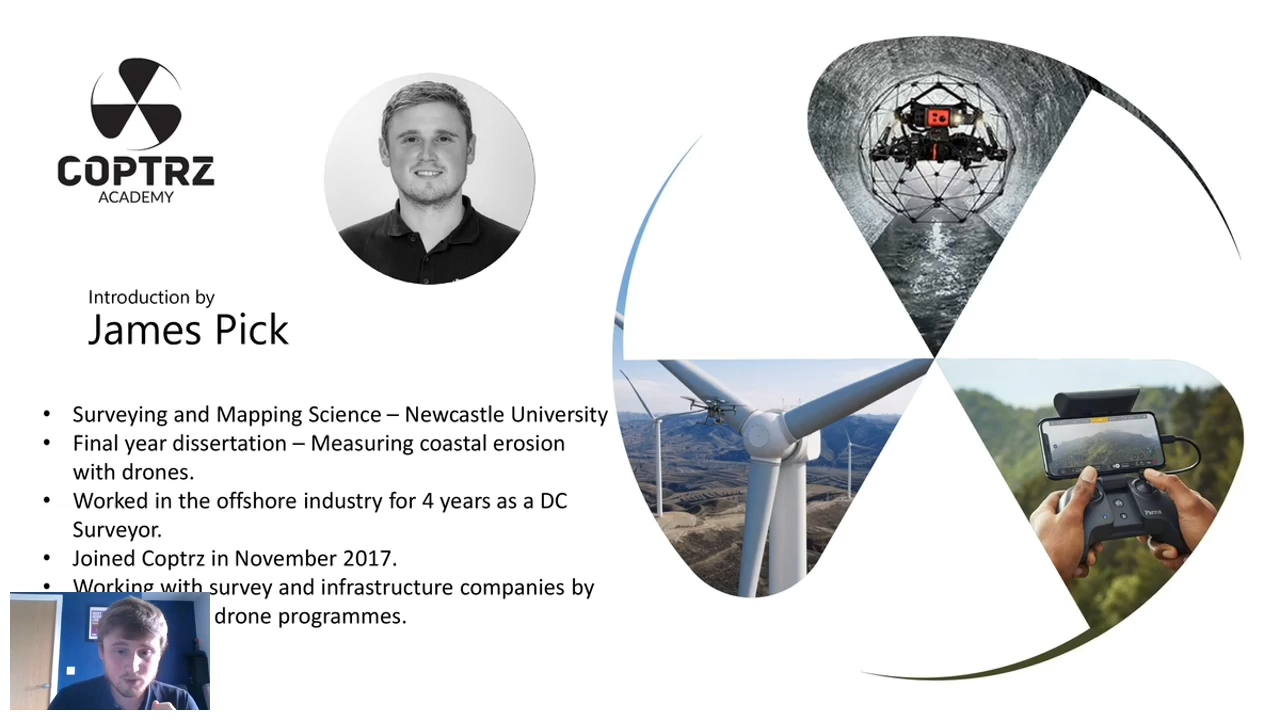 COPTRZ
ACADEMY
Introduction by
James Pick
• Surveying and Mapping Science – Newcastle University
• Final year dissertation – Measuring coastal erosion
with drones.
• Worked in the offshore industry for 4 years as a DC
Surveyor.
• Joined Coptrz in November 2017.
• Working with survey and infrastructure companies by
drone programmes.
Parrot